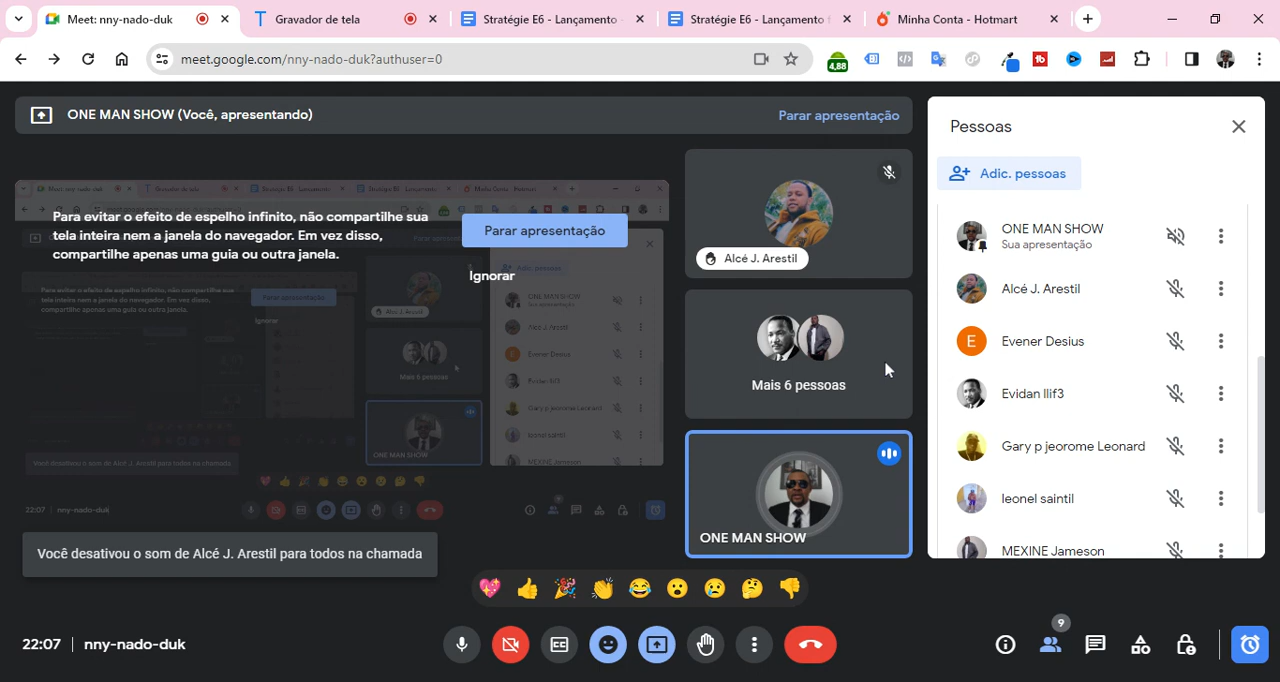 Meet: nny-nado-duk
Gravador de tela
Stratégie E6 - Lançamento
Stratégie E6 - Lançamento f
Minha Conta - Hotmart
meet.google.com/nny-nado-duk?authuser=0
4,88
ONE MAN SHOW (Você, apresentando)
Parar apresentação
Para evitar o efeito de espelho infinito, não compartilhe sua
tela inteira nem a janela do navegador. Em vez disso,
compartilhe apenas uma guia ou outra janela.
Parar apresentação
Ignorar
Alcé J. Arestil
Mais 6 pessoas
ONE MAN SHOW
Pessoas
Adic. pessoas
ONE MAN SHOW
Sua apresentação
Alcé J. Arestil
E
Evener Desius
Evidan llif3
Gary p jeorome Leonard
leonel saintil
MEXINE Jameson
Você desativou o som de Alcé J. Arestil para todos na chamada
22:07
nny-nado-duk
9